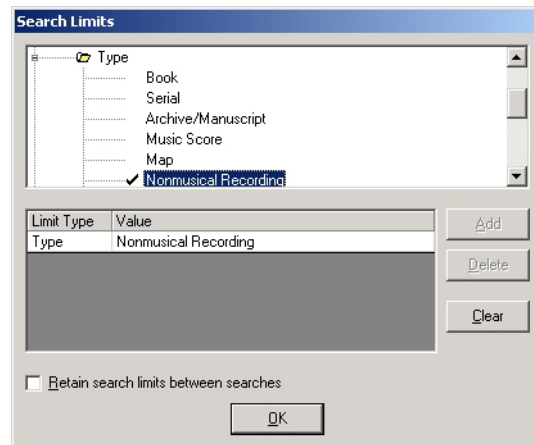 Search Limits
Type
Book
Serial
Archive/Manuscript
Music Score
Map
Nonmusical Recording
Limit Type Value
Type Nonmusical Recording
Add
Delete
Clear
Retain search limits between searches
OK